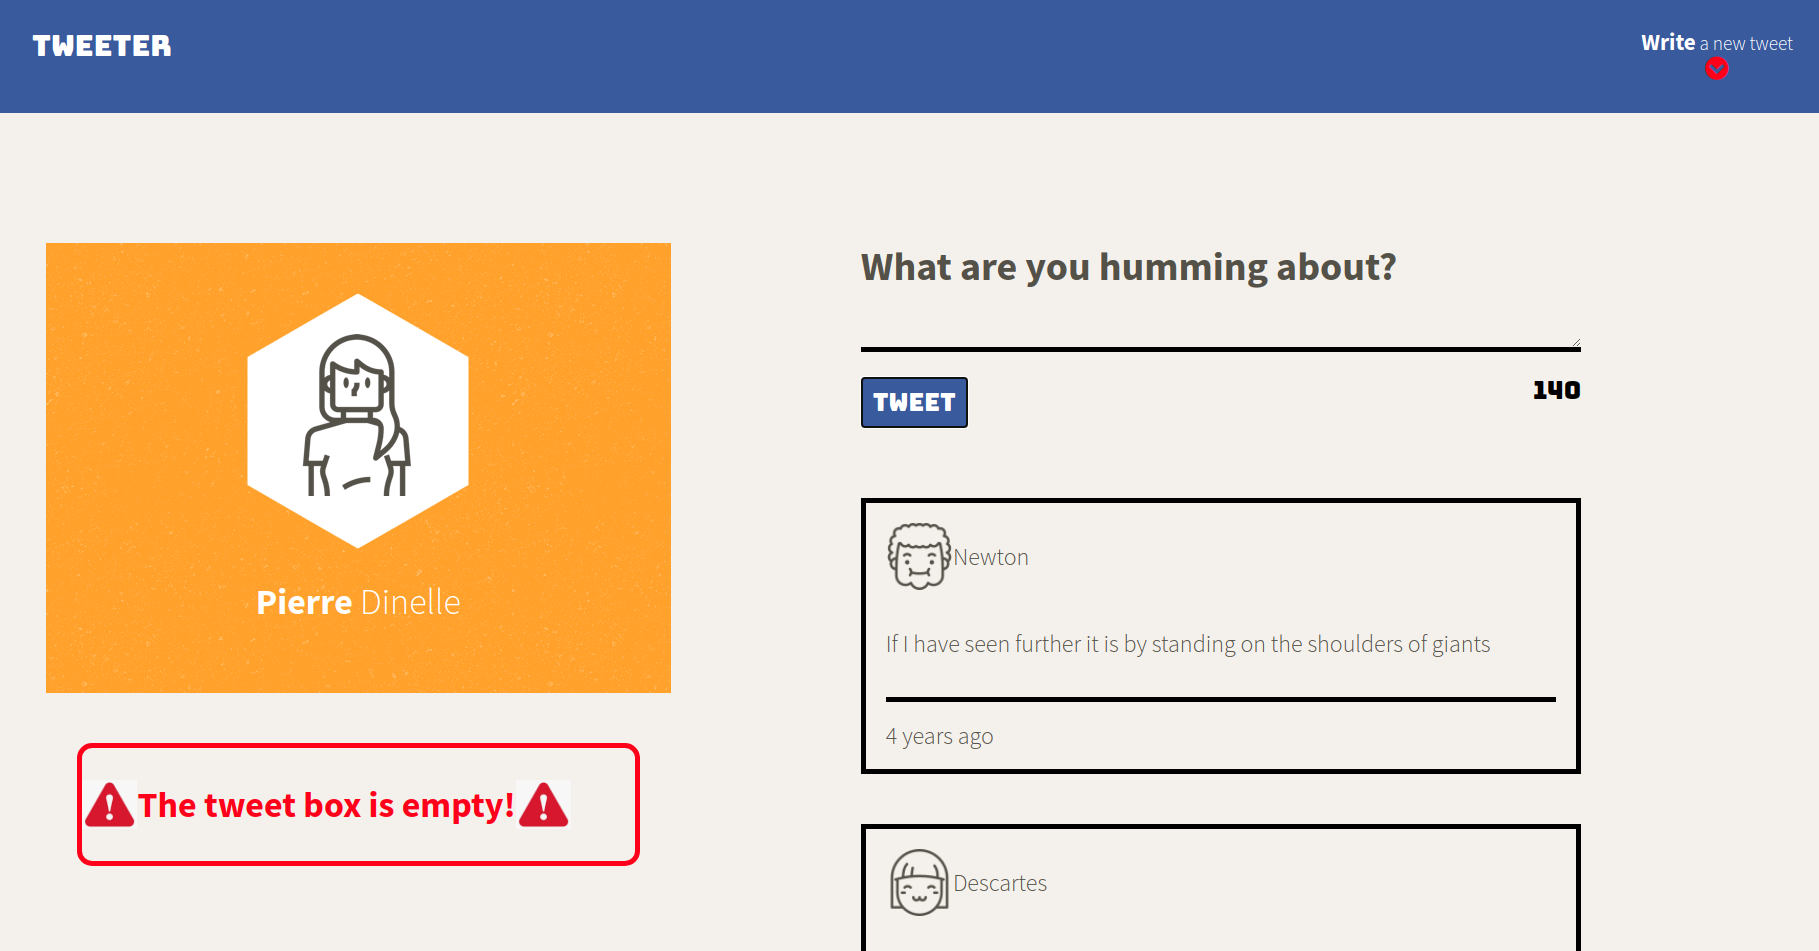 TWEETER
Write a new tweet
Pierre Dinelle
The tweet box is empty!
What are you humming about?
TWEET
140
Newton
If I have seen further it is by standing on the shoulders of giants
4 years ago
Descartes